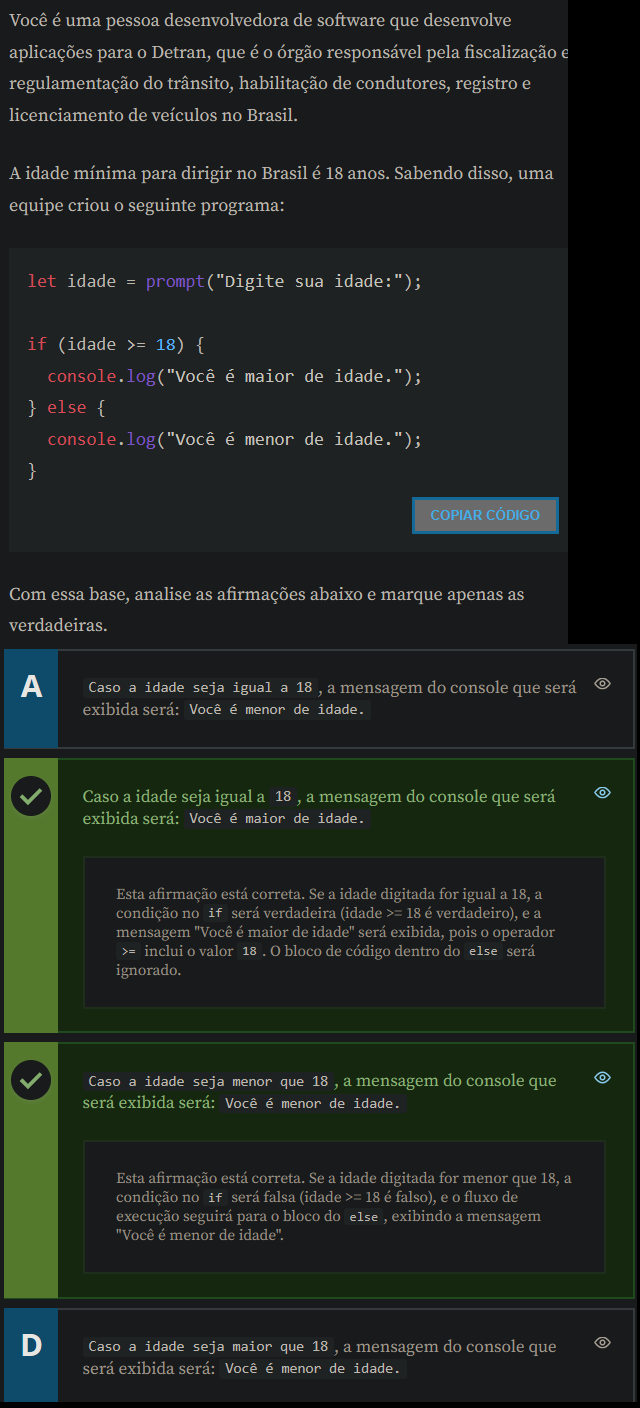 Você é uma pessoa desenvolvedora de software que desenvolve
aplicações para o Detran, que é o órgão responsável pela fiscalização e
regulamentação do trânsito, habilitação de condutores, registro e
licenciamento de veículos no Brasil.
A idade mínima para dirigir no Brasil é 18 anos. Sabendo disso, uma
equipe criou o seguinte programa:
let idade = prompt("Digite sua idade:");
if (idade >= 18) {
  console.log("Você é maior de idade.");
} else {
  console.log("Você é menor de idade.");
}
COPIAR CÓDIGO
Com essa base, analise as afirmações abaixo e marque apenas as
verdadeiras.
A
Caso a idade seja igual a 18, a mensagem do console que será
exibida será: Você é menor de idade.
Caso a idade seja igual a 18, a mensagem do console que será
exibida será: Você é maior de idade.
Esta afirmação está correta. Se a idade digitada for igual a 18, a
condição no if será verdadeira (idade >= 18 é verdadeiro), e a
mensagem "Você é maior de idade" será exibida, pois o operador
>= inclui o valor 18. O bloco de código dentro do else será
ignorado.
Caso a idade seja menor que 18, a mensagem do console que
será exibida será: Você é menor de idade.
Esta afirmação está correta. Se a idade digitada for menor que 18, a
condição no if será falsa (idade >= 18 é falso), e o fluxo de
execução seguirá para o bloco do else, exibindo a mensagem
"Você é menor de idade".
D
Caso a idade seja maior que 18, a mensagem do console que
será exibida será: Você é menor de idade.